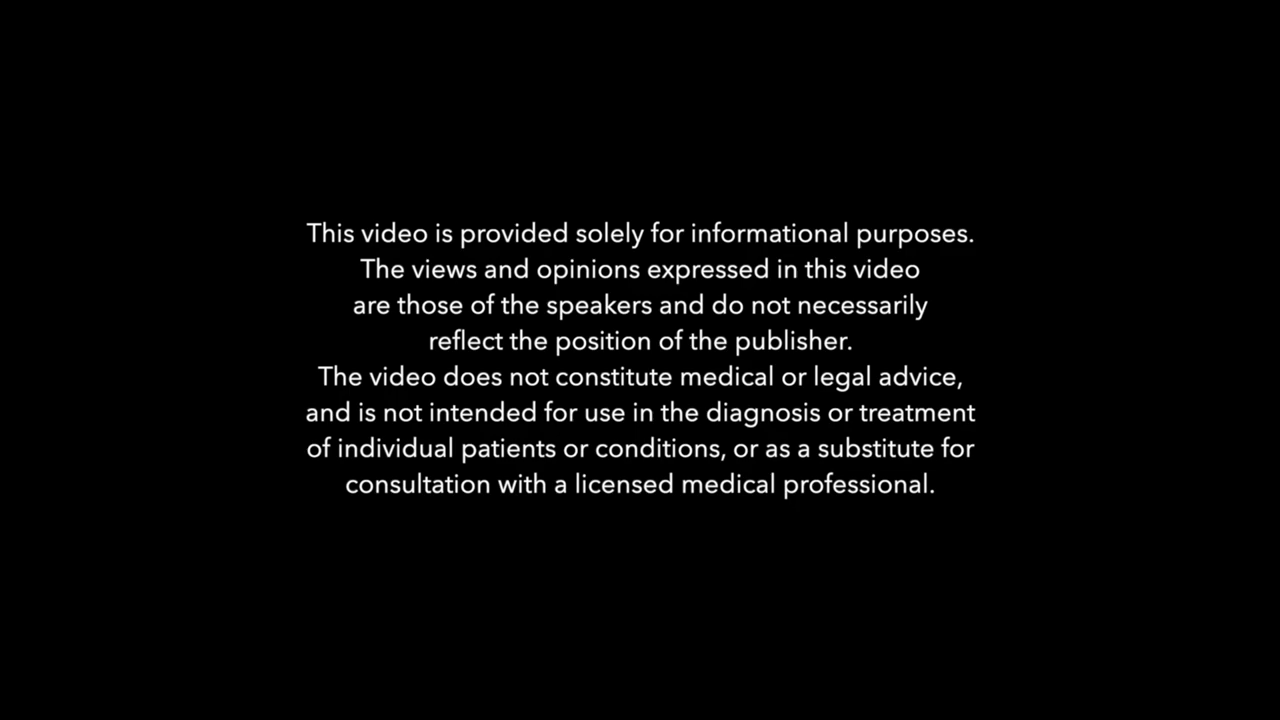 This video is provided solely for informational purposes.
The views and opinions expressed in this video
are those of the speakers and do not necessarily
reflect the position of the publisher.
The video does not constitute medical or legal advice,
and is not intended for use in the diagnosis or treatment
of individual patients or conditions, or as a substitute for
consultation with a licensed medical professional.